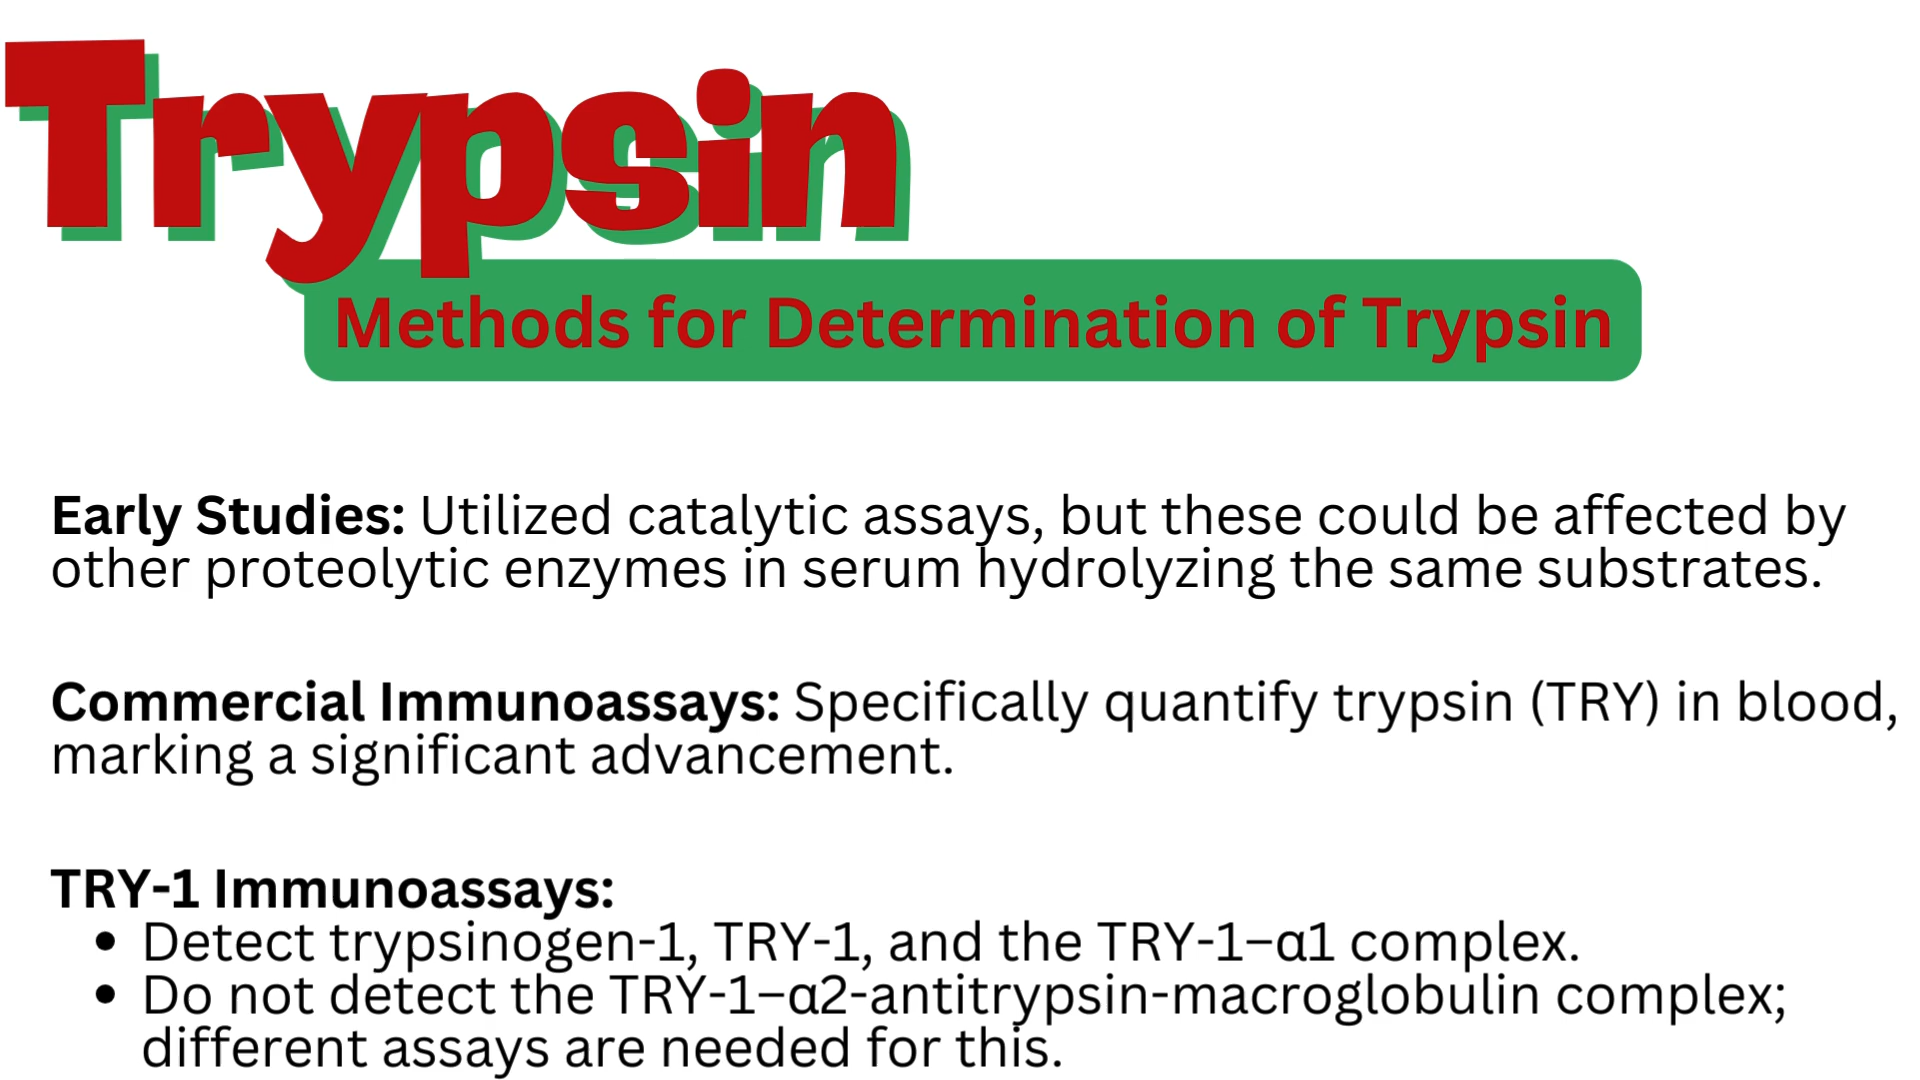 Trypsin
Methods for Determination of Trypsin
Early Studies: Utilized catalytic assays, but these could be affected by
other proteolytic enzymes in serum hydrolyzing the same substrates.
Commercial Immunoassays: Specifically quantify trypsin (TRY) in blood,
marking a significant advancement.
TRY-1 Immunoassays:
• Detect trypsinogen-1, TRY-1, and the TRY-1–α1 complex.
• Do not detect the TRY-1–α2-antitrypsin-macroglobulin complex;
different assays are needed for this.